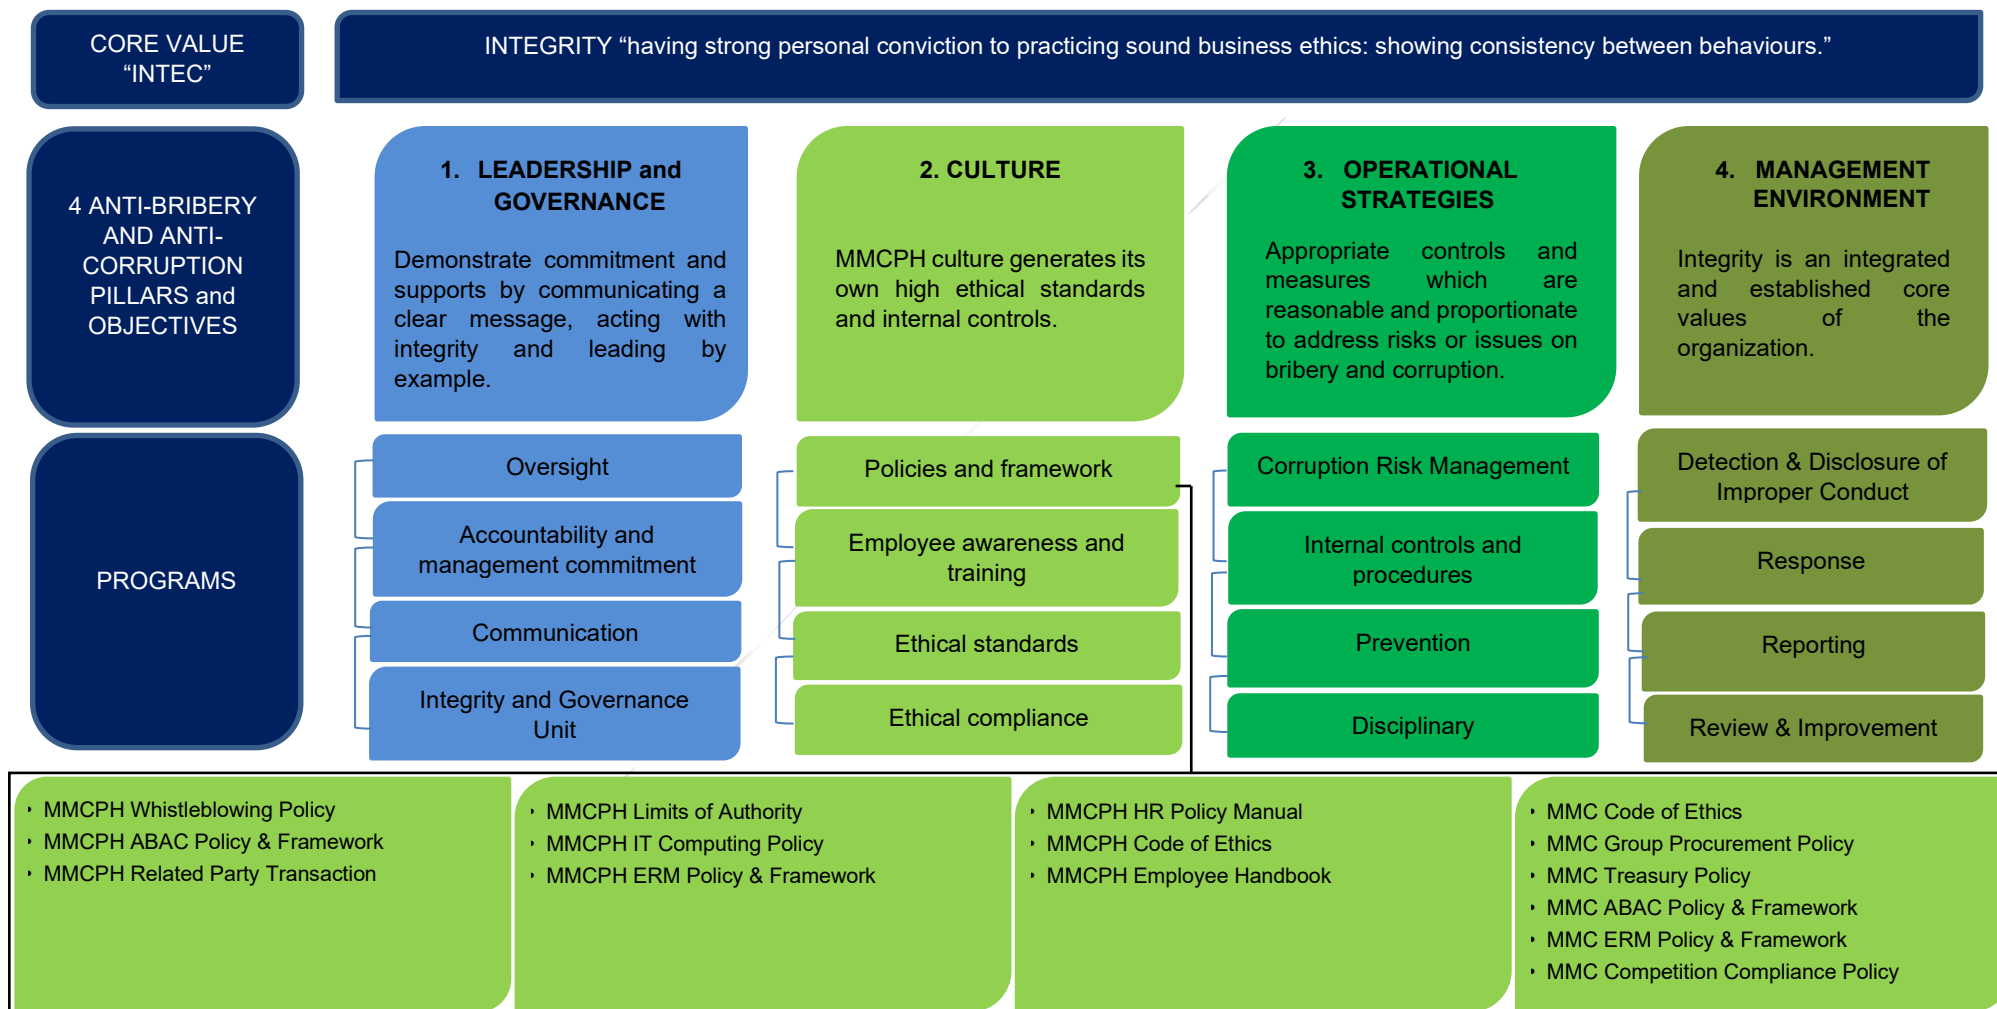 CORE VALUE
“INTEC”
INTEGRITY “having strong personal conviction to practicing sound business ethics: showing consistency between behaviours.”
4 ANTI-BRIBERY
AND ANTI-
CORRUPTION
PILLARS and
OBJECTIVES
1. LEADERSHIP and
GOVERNANCE
Demonstrate commitment and
supports by communicating a
clear message, acting with
integrity and leading by
example.
2. CULTURE
MMCPH culture generates its
own high ethical standards
and internal controls.
3. OPERATIONAL
STRATEGIES
Appropriate controls and
measures which are
reasonable and proportionate
to address risks or issues on
bribery and corruption.
4. MANAGEMENT
ENVIRONMENT
Integrity is an integrated
and established core
values of the
organization.
PROGRAMS
Oversight
Accountability and
management commitment
Communication
Integrity and Governance
Unit
Policies and framework
Employee awareness and
training
Ethical standards
Ethical compliance
Corruption Risk Management
Internal controls and
procedures
Prevention
Disciplinary
Detection & Disclosure of
Improper Conduct
Response
Reporting
Review & Improvement
• MMCPH Whistleblowing Policy
• MMCPH ABAC Policy & Framework
• MMCPH Related Party Transaction
• MMCPH Limits of Authority
• MMCPH IT Computing Policy
• MMCPH ERM Policy & Framework
• MMCPH HR Policy Manual
• MMCPH Code of Ethics
• MMCPH Employee Handbook
• MMC Code of Ethics
• MMC Group Procurement Policy
• MMC Treasury Policy
• MMC ABAC Policy & Framework
• MMC ERM Policy & Framework
• MMC Competition Compliance Policy